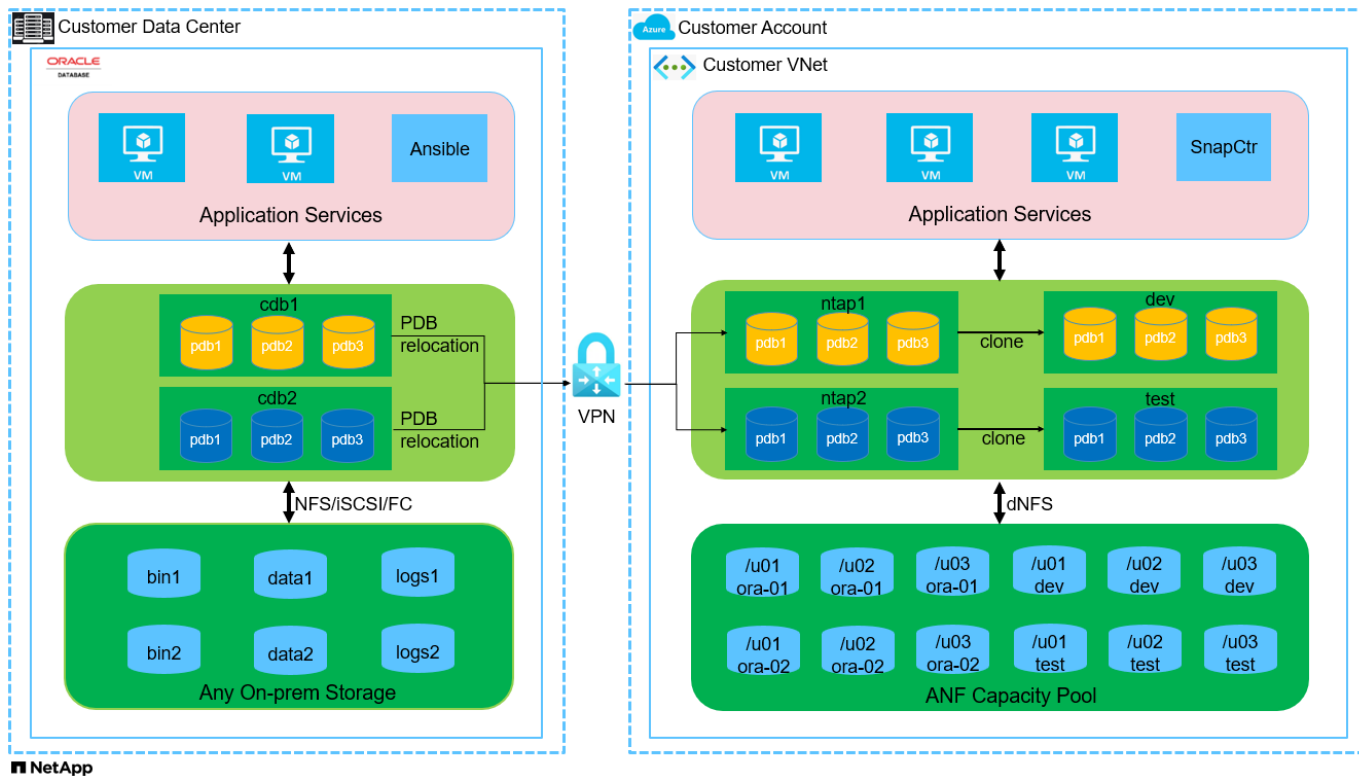 Customer Data Center
ORACLE
DATABASE
VM
VM
Ansible
Application Services
cdb1
pdb1
pdb2
pdb3
PDB
relocation
cdb2
pdb1
pdb2
pdb3
PDB
relocation
NFS/iSCSI/FC
bin1
data1
logs1
bin2
data2
logs2
Any On-prem Storage
VPN
Azure
Customer Account
Customer VNet
VM
VM
VM
SnapCtr
Application Services
ntap1
pdb1
pdb2
pdb3
clone
dev
pdb1
pdb2
pdb3
ntap2
pdb1
pdb2
pdb3
clone
test
pdb1
pdb2
pdb3
dNFS
/u01
ora-01
/u02
ora-01
/u03
ora-01
/u01
dev
/u02
dev
/u03
dev
/u01
ora-02
/u02
ora-02
/u03
ora-02
/u01
test
/u02
test
/u03
test
ANF Capacity Pool
NetApp